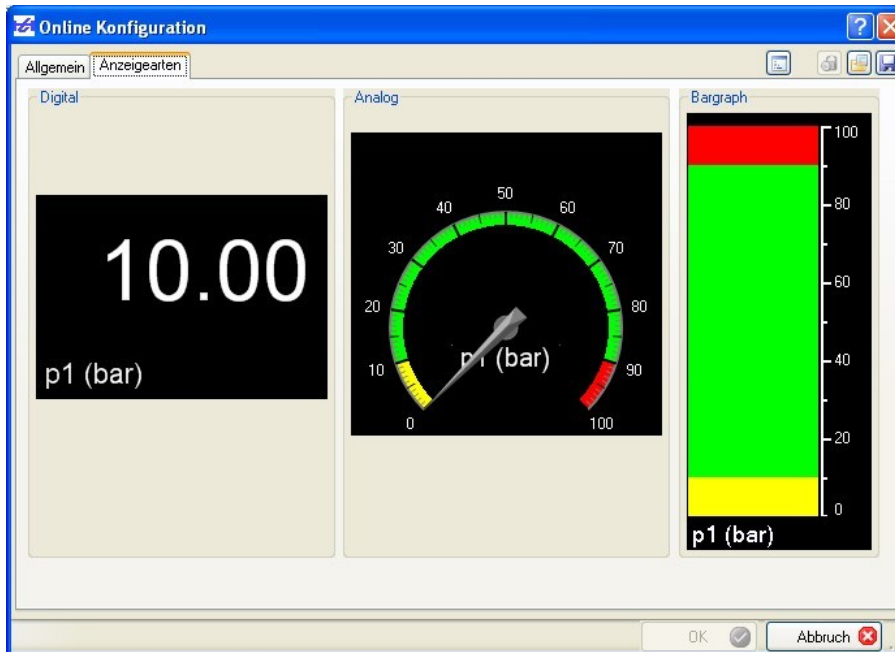 Online Konfiguration
Allgemein
Anzeigearten
Digital
10.00
p1 (bar)
Analog
0
10
20
30
40
50
60
70
80
90
100
p1 (bar)
Bargraph
100
80
60
40
20
0
p1 (bar)
OK
Abbruch